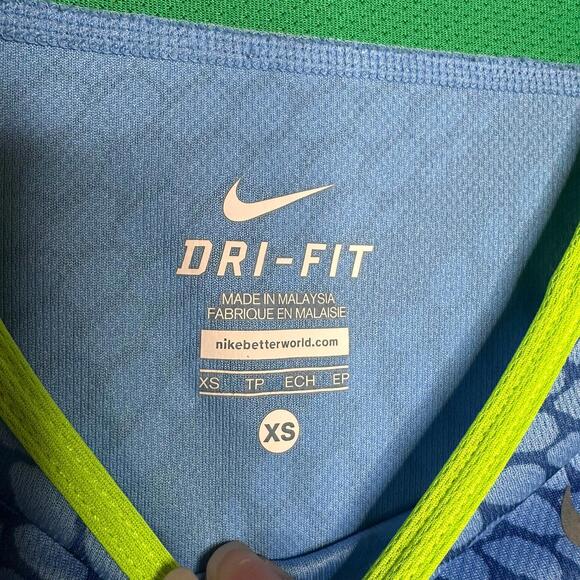 DRI-FIT
MADE IN MALAYSIA
FABRIQUE EN MALAISIE
nikebetterworld.com
XS TP ECH EP
XS